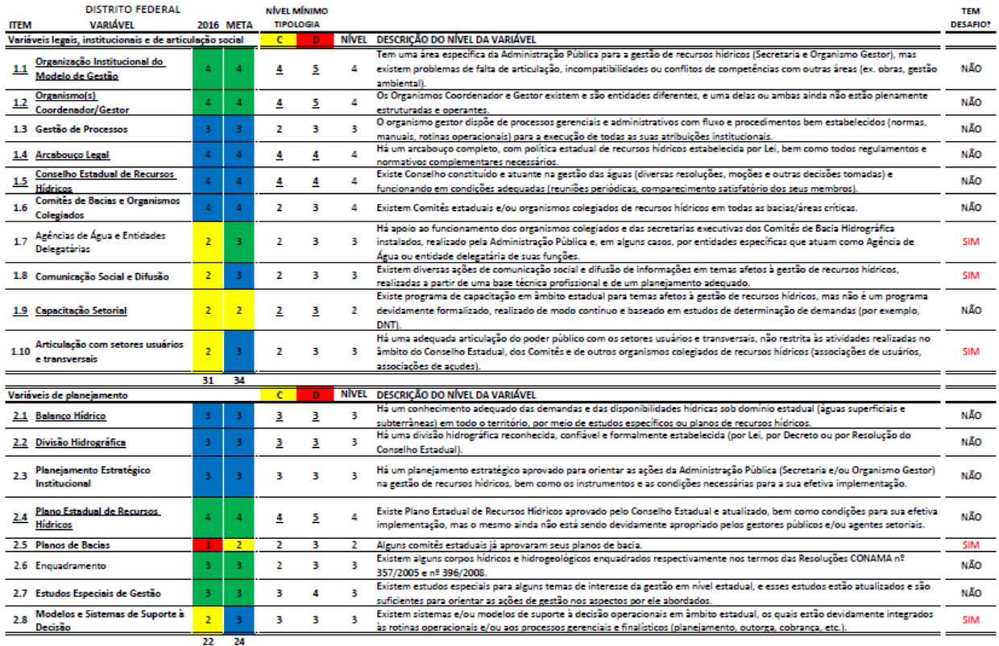 DISTRITO FEDERAL NÍVEL MÍNIMO TEM
ITEM VARIÁVEL 2016 META TIPOLOGIA DESAFIO?
Variáveis legais, institucionais e de articulação social C D NÍVEL DESCRIÇÃO DO NÍVEL DA VARIÁVEL
Tem uma área específica da Administração Pública para a gestão de recursos hídricos (Secretaria e Organismo Gestor), mas
1.1 Organização Institucional do Modelo de Gestão 4 4 4 5 4 existem problemas de falta de articulação, incompatibilidades ou conflitos de competências com outras áreas (ex. obras, gestão NÃO
ambiental).
1.2 Organismo(s) Coordenador/Gestor 4 4 4 5 4 Os Organismos Coordenador e Gestor existem e são entidades diferentes, e uma delas ou ambas ainda não estão plenamente NÃO
estruturadas e operantes.
1.3 Gestão de Processos 3 3 2 3 3 O organismo gestor dispõe de processos gerenciais e administrativos com fluxo e procedimentos bem estabelecidos (normas, NÃO
manuais, rotinas operacionais) para a execução de todas as suas atribuições institucionais.
1.4 Arcabouço Legal 4 4 4 4 4 Há um arcabouço completo, com política estadual de recursos hídricos estabelecida por Lei, bem como todos regulamentos e NÃO
normativos complementares necessários.
1.5 Conselho Estadual de Recursos Hídricos 4 4 4 4 4 Existe Conselho constituído e atuante na gestão das águas (diversas resoluções, moções e outras decisões tomadas) e NÃO
funcionando em condições adequadas (reuniões periódicas, comparecimento satisfatório dos seus membros).
1.6 Comitês de Bacias e Organismos Colegiados 4 4 2 3 4 Existem Comitês estaduais e/ou organismos colegiados de recursos hídricos em todas as bacias/áreas críticas. NÃO
Há apoio ao funcionamento dos organismos colegiados e das secretarias executivas dos Comitês de Bacia Hidrográfica
1.7 Agências de Água e Entidades Delegatárias 2 3 2 3 3 instalados, realizado pela Administração Pública e, em alguns casos, por entidades específicas que atuam como Agência de SIM
Água ou entidade delegatária de suas funções.
1.8 Comunicação Social e Difusão 2 3 2 3 3 Existem diversas ações de comunicação social e difusão de informações em temas afetos à gestão de recursos hídricos, SIM
realizadas a partir de uma base técnica profissional e de um planejamento adequado.
Existe programa de capacitação em âmbito estadual para temas afetos à gestão de recursos hídricos, mas não é um programa
1.9 Capacitação Setorial 2 2 2 3 2 devidamente formalizado, realizado de modo contínuo e baseado em estudos de determinação de demandas (por exemplo, NÃO
DNT).
Há uma adequada articulação do poder público com os setores usuários e transversais, não restrita às atividades realizadas no
1.10 Articulação com setores usuários e transversais 2 3 2 3 3 âmbito do Conselho Estadual, dos Comitês e de outros organismos colegiados de recursos hídricos (associações de usuários, SIM
associações de açudes).
31 34
Variáveis de planejamento C D NÍVEL DESCRIÇÃO DO NÍVEL DA VARIÁVEL
2.1 Balanço Hídrico 3 3 3 3 3 Há um conhecimento adequado das demandas e das disponibilidades hídricas sob domínio estadual (águas superficiais e NÃO
subterrâneas) em todo o território, por meio de estudos específicos ou planos de recursos hídricos.
2.2 Divisão Hidrográfica 3 3 3 3 3 Há uma divisão hidrográfica reconhecida, confiável e formalmente estabelecida (por Lei, por Decreto ou por Resolução do NÃO
Conselho Estadual).
2.3 Planejamento Estratégico Institucional 3 3 3 3 3 Há um planejamento estratégico aprovado para orientar as ações da Administração Pública (Secretaria e/ou Organismo Gestor) NÃO
na gestão de recursos hídricos, bem como os instrumentos e as condições necessárias para a sua efetiva implementação.
2.4 Plano Estadual de Recursos Hídricos 4 4 4 5 4 Existe Plano Estadual de Recursos Hídricos aprovado pelo Conselho Estadual e atualizado, bem como condições para sua efetiva NÃO
implementação, mas o mesmo ainda não está sendo devidamente apropriado pelos gestores públicos e/ou agentes setoriais.
2.5 Planos de Bacias 1 2 2 3 2 Alguns comitês estaduais já aprovaram seus planos de bacia. SIM
2.6 Enquadramento 3 3 2 3 3 Existem alguns corpos hídricos e hidrogeológicos enquadrados respectivamente nos termos das Resoluções CONAMA nº NÃO
357/2005 e nº 396/2008.
2.7 Estudos Especiais de Gestão 3 3 3 4 3 Existem estudos especiais para alguns temas de interesse da gestão em nível estadual, e esses estudos estão atualizados e são NÃO
suficientes para orientar as ações de gestão nos aspectos por ele abordados.
2.8 Modelos e Sistemas de Suporte à Decisão 2 3 3 3 3 Existem sistemas e/ou modelos de suporte à decisão operacionais em âmbito estadual, os quais estão devidamente integrados SIM
às rotinas operacionais e/ou aos processos gerenciais e finalísticos (planejamento, outorga, cobrança, etc.).
22 24